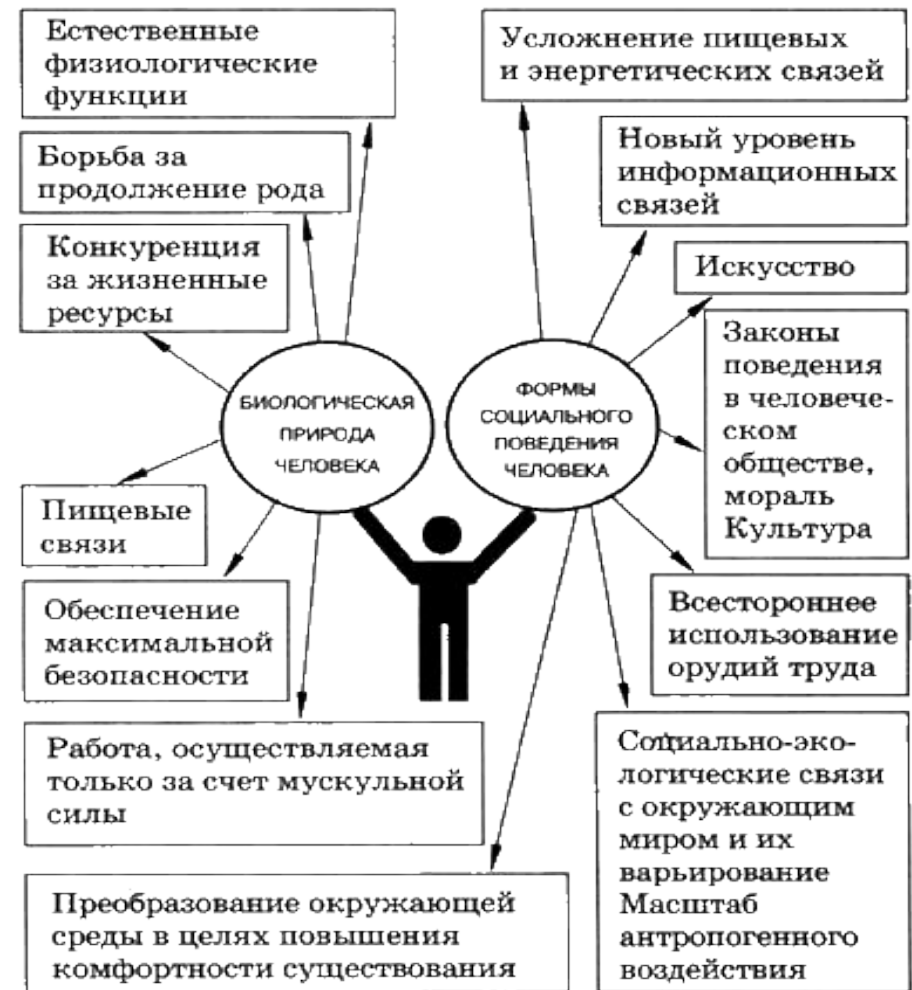 Естественные
физиологические
функции
Борьба за
продолжение рода
Конкуренция
за жизненные
ресурсы
БИОЛОГИЧЕСКАЯ
ПРИРОДА
ЧЕЛОВЕКА
Пищевые
связи
Обеспечение
максимальной
безопасности
Работа, осуществляемая
только за счет мускульной
силы
Усложнение пищевых
и энергетических связей
Новый уровень
информационных
связей
Искусство
ФОРМЫ
СОЦИАЛЬНОГО
ПОВЕДЕНИЯ
ЧЕЛОВЕКА
Законы
поведения
в человече-
ском
обществе,
мораль
Культура
Всестороннее
использование
орудий труда
Социально-эко-
логические связи
с окружающим
миром и их
варьирование
Масштаб
антропогенного
воздействия
Преобразование окружающей
среды в целях повышения
комфортности существования